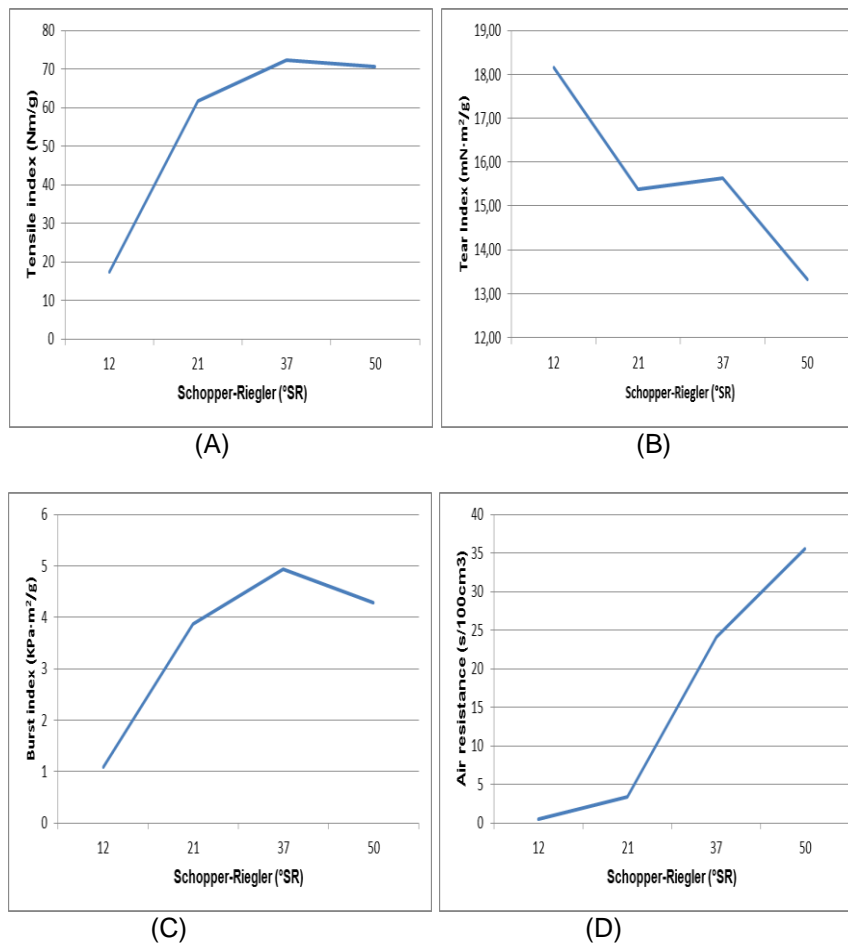 Tensile index (Nm/g)
80
70
60
50
40
30
20
10
0
12 21 37 50
Schopper-Riegler (°SR)
(A)
Tear Index (mN·m²/g)
19,00
18,00
17,00
16,00
15,00
14,00
13,00
12,00
12 21 37 50
Schopper-Riegler (°SR)
(B)
Burst index (KPa·m²/g)
6
5
4
3
2
1
0
12 21 37 50
Schopper-Riegler (°SR)
(C)
Air resistance (s/100cm3)
40
35
30
25
20
15
10
5
0
12 21 37 50
Schopper-Riegler (°SR)
(D)